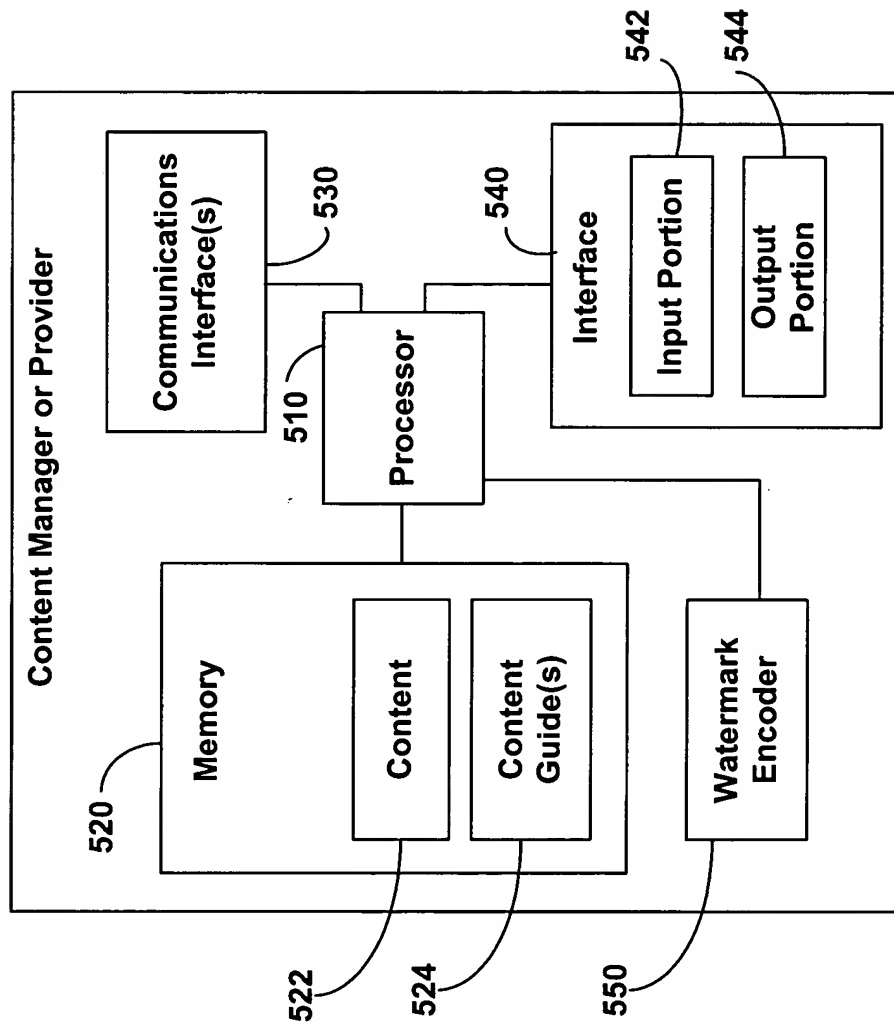 Content Manager or Provider
520
Memory
522
Content
524
Content
Guide(s)
550
Watermark
Encoder
510
Processor
Communications
Interface(s)
530
540
Interface
542
Input Portion
544
Output
Portion